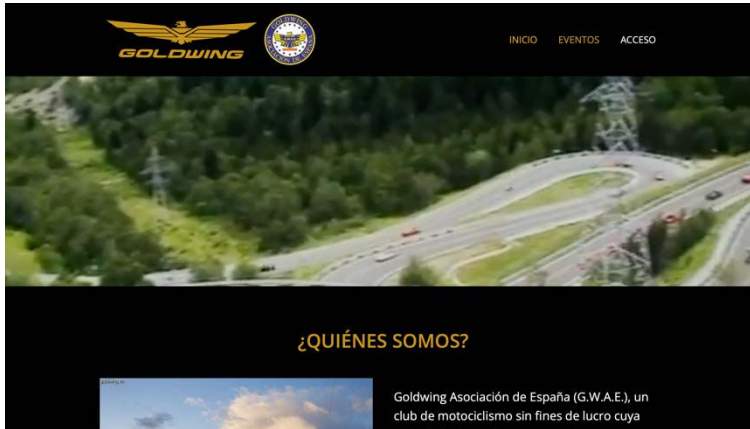 GOLDWING
INICIO EVENTOS ACCESO
¿QUIÉNES SOMOS?
Goldwing Asociación de España (G.W.A.E.), un
club de motociclismo sin fines de lucro cuya